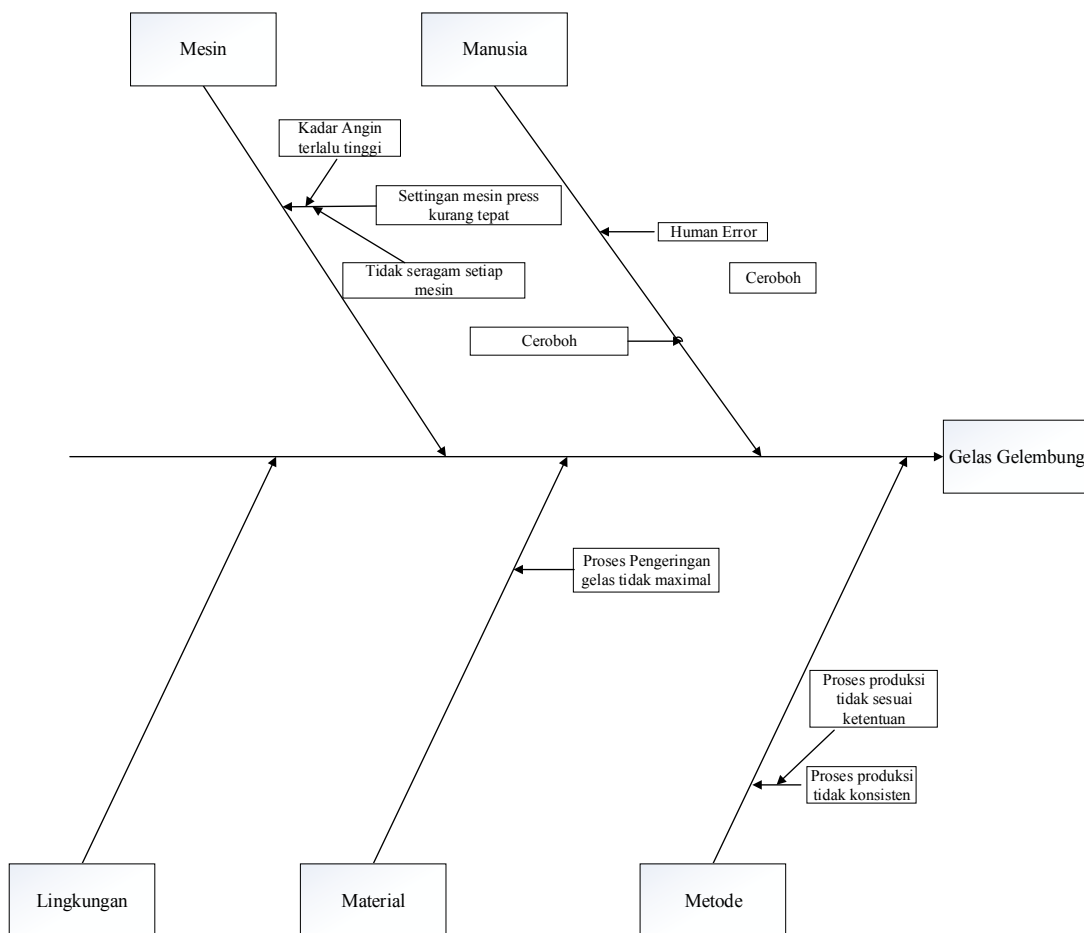 Mesin
Manusia
Kadar Angin
terlalu tinggi
Settingan mesin press
kurang tepat
Human Error
Tidak seragam setiap
mesin
Ceroboh
Ceroboh
Gelas Gelembung
Proses Pengeringan
gelas tidak maximal
Proses produksi
tidak sesuai
ketentuan
Proses produksi
tidak konsisten
Lingkungan
Material
Metode